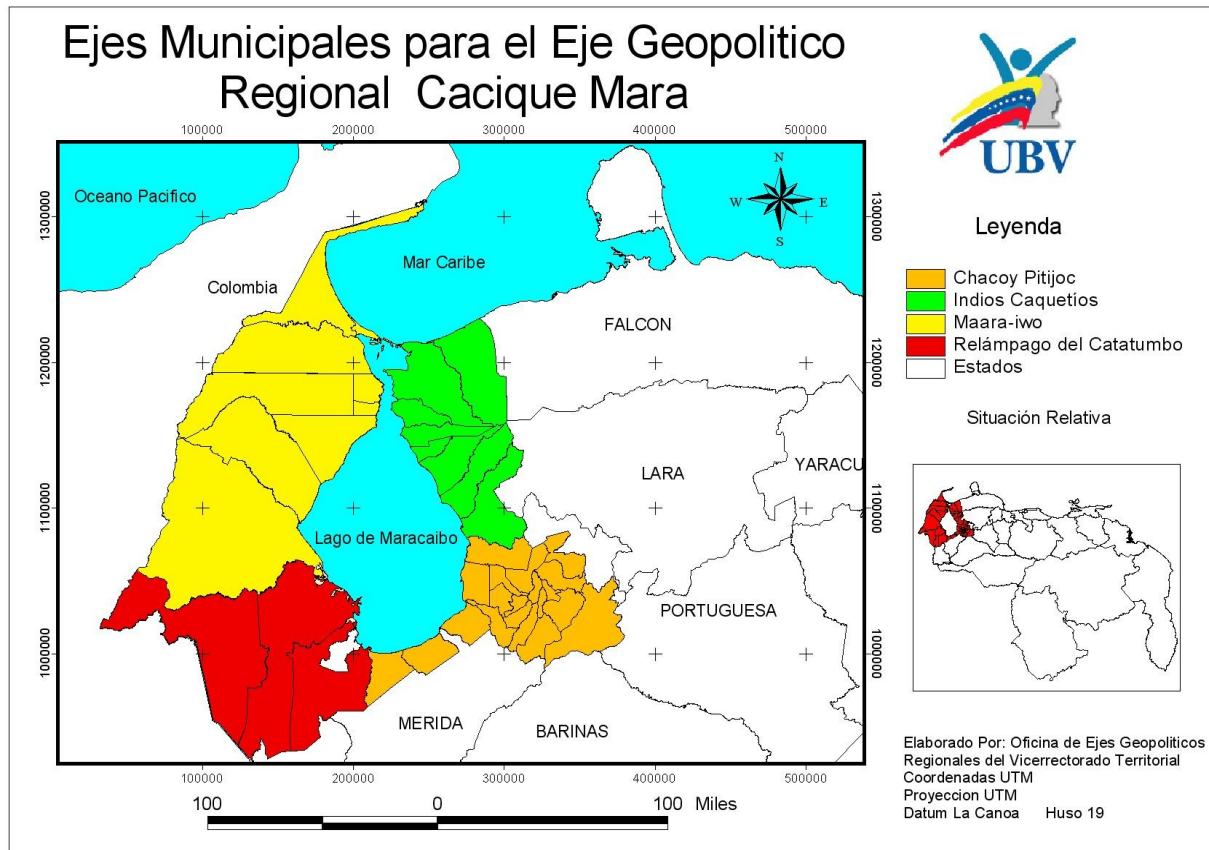 Ejes Municipales para el Eje Geopolitico
Regional Cacique Mara
UBV
100000 200000 300000 400000 500000
1300000 1300000
1200000 1200000
1100000 1100000
1000000 1000000
Oceano Pacifico
Mar Caribe
Colombia
FALCON
LARA
YARACU
Lago de Maracaibo
PORTUGUESA
MERIDA
BARINAS
100000 200000 300000 400000 500000
100 0 100 Miles
N
W E
S
Leyenda
Chacoy Pitijoc
Indios Caquetíos
Maara-iwo
Relámpago del Catatumbo
Estados
Situación Relativa
Elaborado Por: Oficina de Ejes Geopoliticos
Regionales del Vicerrectorado Territorial
Coordenadas UTM
Proyeccion UTM
Datum La Canoa Huso 19